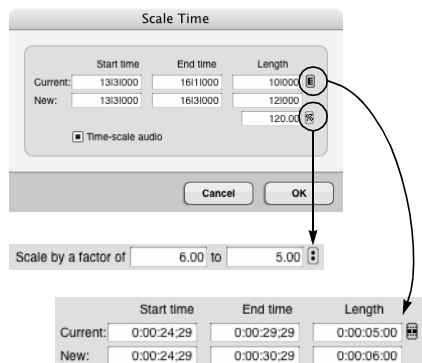 Scale Time
Start time End time Length
Current: 13|3|000 16|1|000 10|000
New: 13|3|000 16|3|000 12|000
120.00 %
Time-scale audio
Cancel OK
Scale by a factor of 6.00 to 5.00
Start time End time Length
Current: 0:00:24;29 0:00:29;29 0:00:05:00
New: 0:00:24;29 0:00:30;29 0:00:06:00